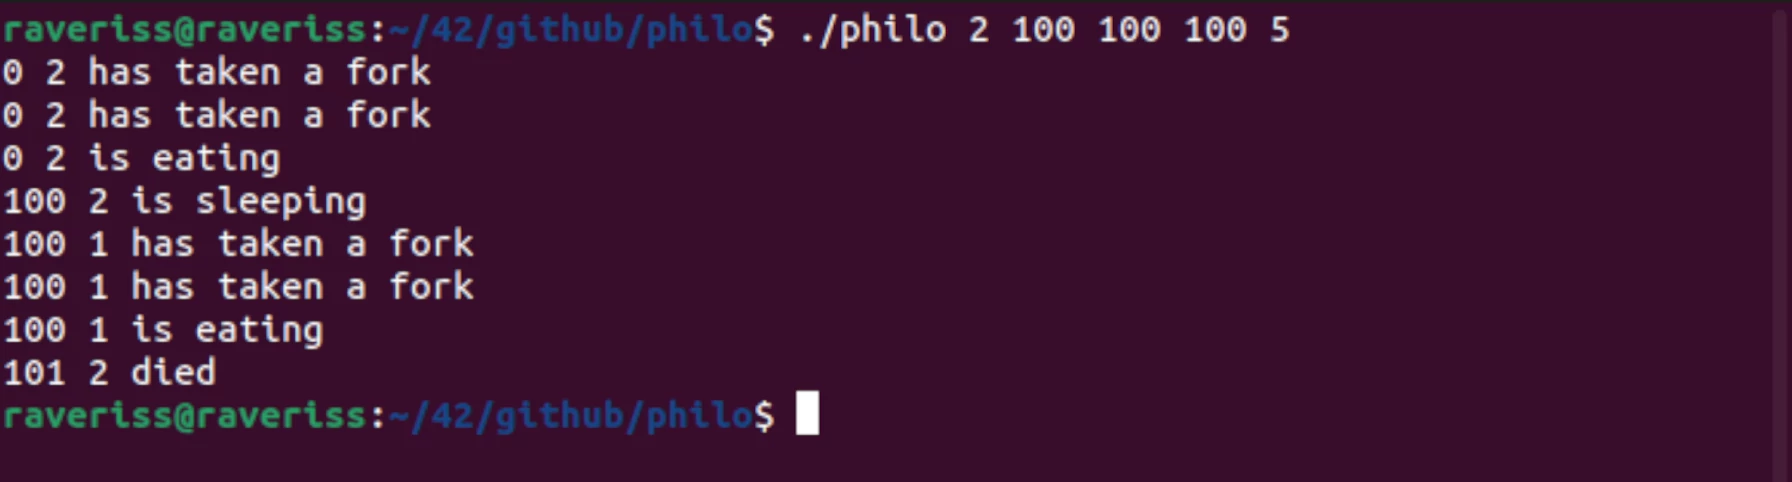 raveriss@raveriss:~/42/github/philo$ ./philo 2 100 100 100 5
0 2 has taken a fork
0 2 has taken a fork
0 2 is eating
100 2 is sleeping
100 1 has taken a fork
100 1 has taken a fork
100 1 is eating
101 2 died
raveriss@raveriss:~/42/github/philo$